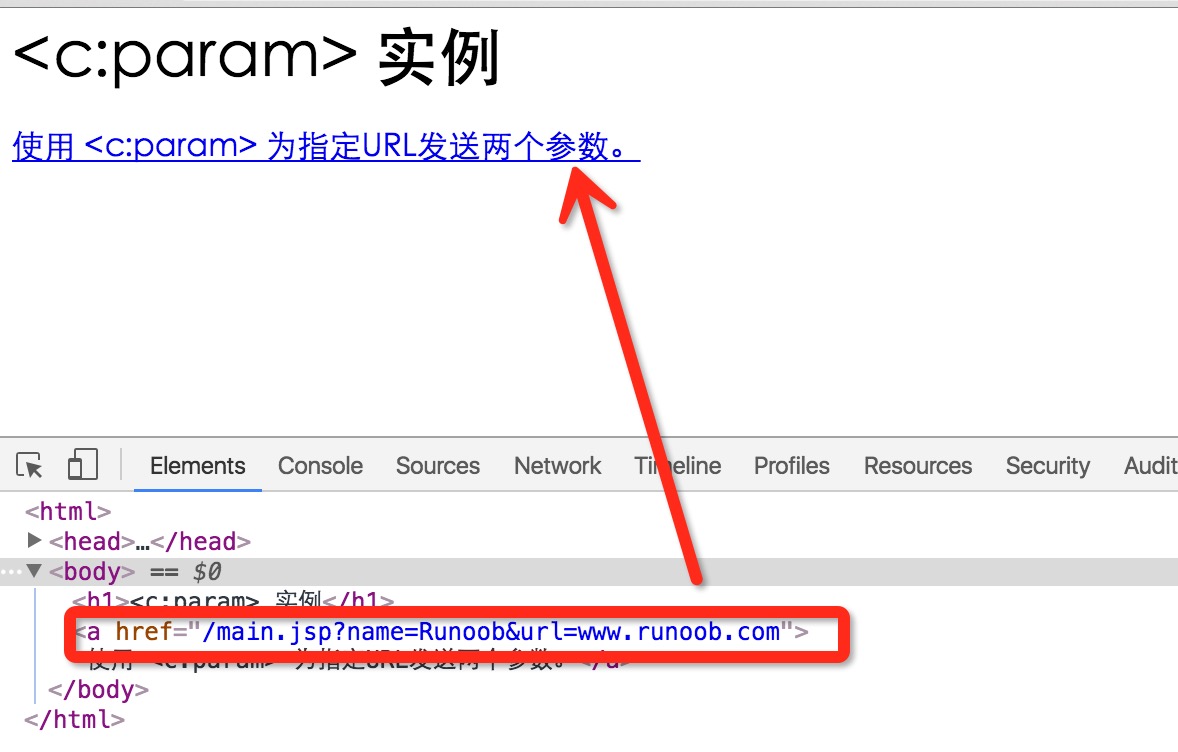 <c:param> 实例
使用 <c:param> 为指定URL发送两个参数。
Elements Console Sources Network Timeline Profiles Resources Security Audit
<html>
<head>…</head>
<body> == $0
<h1><c:param> 实例</h1>
<a href="/main.jsp?name=Runoob&url=www.runoob.com">
使用 <c:param> 为指定URL发送两个参数。</a>
</body>
</html>